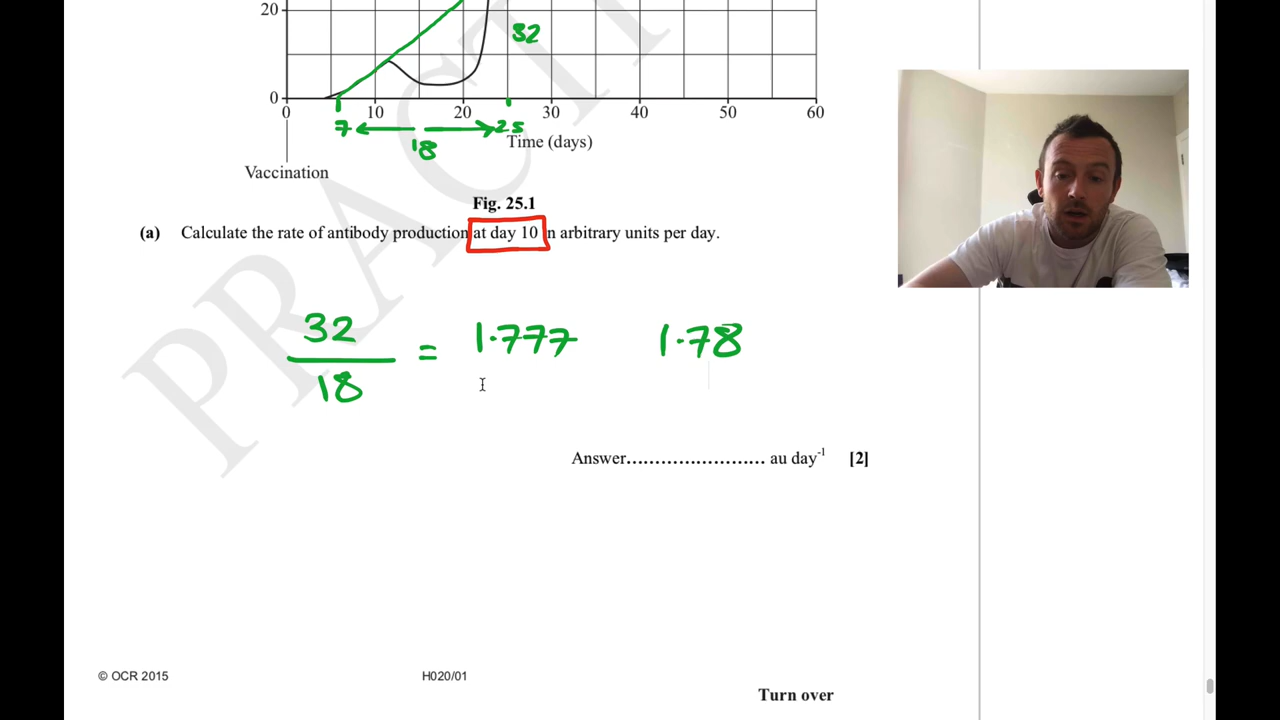 20
32
0
0 10 20 30 40 50 60
7 18 25
Time (days)
Vaccination
Fig. 25.1
(a) Calculate the rate of antibody production at day 10 in arbitrary units per day.
32
18
= 1.777 1.78
Answer........................ au day⁻¹ [2]
PRACTI
© OCR 2015 H020/01
Turn over